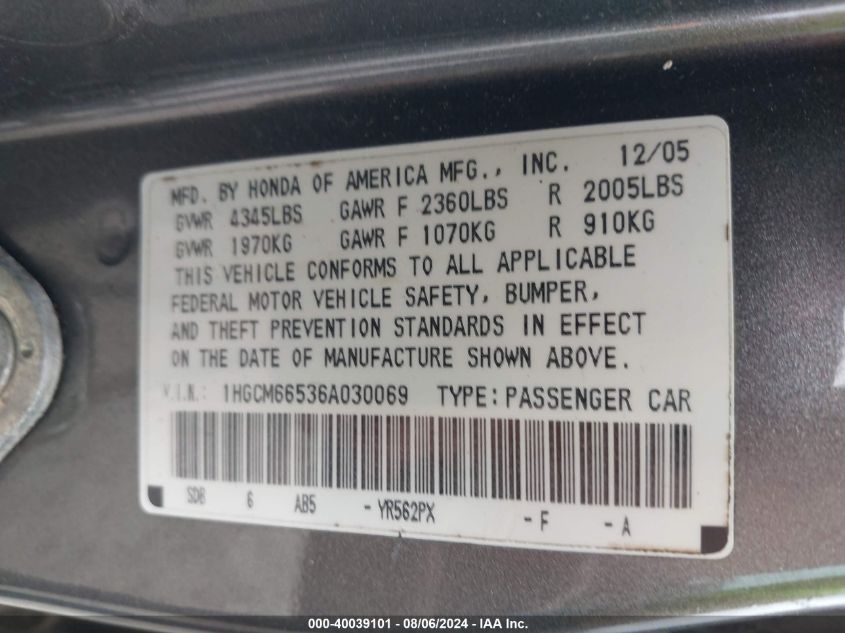 MFD. BY HONDA OF AMERICA MFG., INC. 12/05
GVWR 4345LBS GAWR F 2360LBS R 2005LBS
GVWR 1970KG GAWR F 1070KG R 910KG
THIS VEHICLE CONFORMS TO ALL APPLICABLE
FEDERAL MOTOR VEHICLE SAFETY, BUMPER,
AND THEFT PREVENTION STANDARDS IN EFFECT
ON THE DATE OF MANUFACTURE SHOWN ABOVE.
V.I.N.: 1HGCM66536A030069 TYPE:PASSENGER CAR
SDB 6 AB5 - YR562PX - F - A
000-40039101 - 08/06/2024 - IAA Inc.